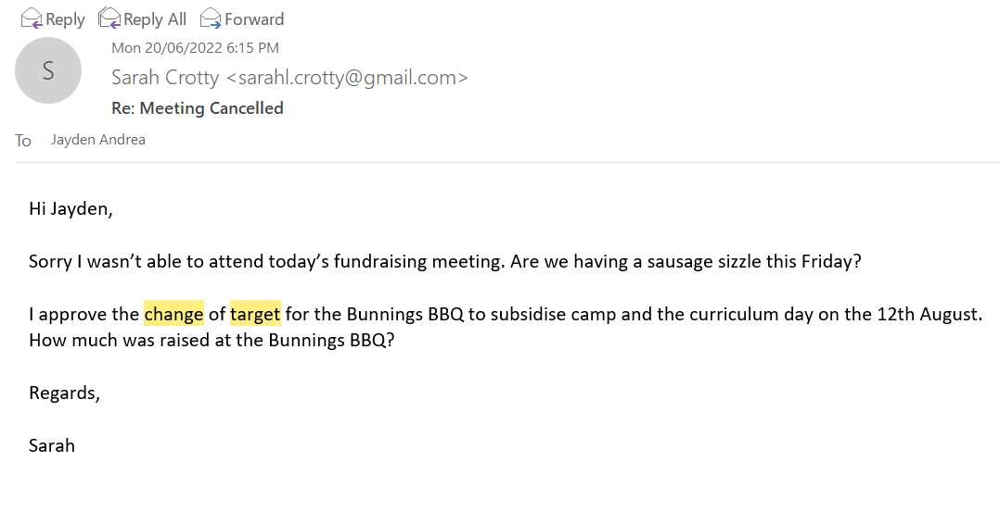 Reply Reply All Forward
Mon 20/06/2022 6:15 PM
S
Sarah Crotty <sarahl.crotty@gmail.com>
Re: Meeting Cancelled
To Jayden Andrea
Hi Jayden,
Sorry I wasn’t able to attend today’s fundraising meeting. Are we having a sausage sizzle this Friday?
I approve the change of target for the Bunnings BBQ to subsidise camp and the curriculum day on the 12th August.
How much was raised at the Bunnings BBQ?
Regards,
Sarah